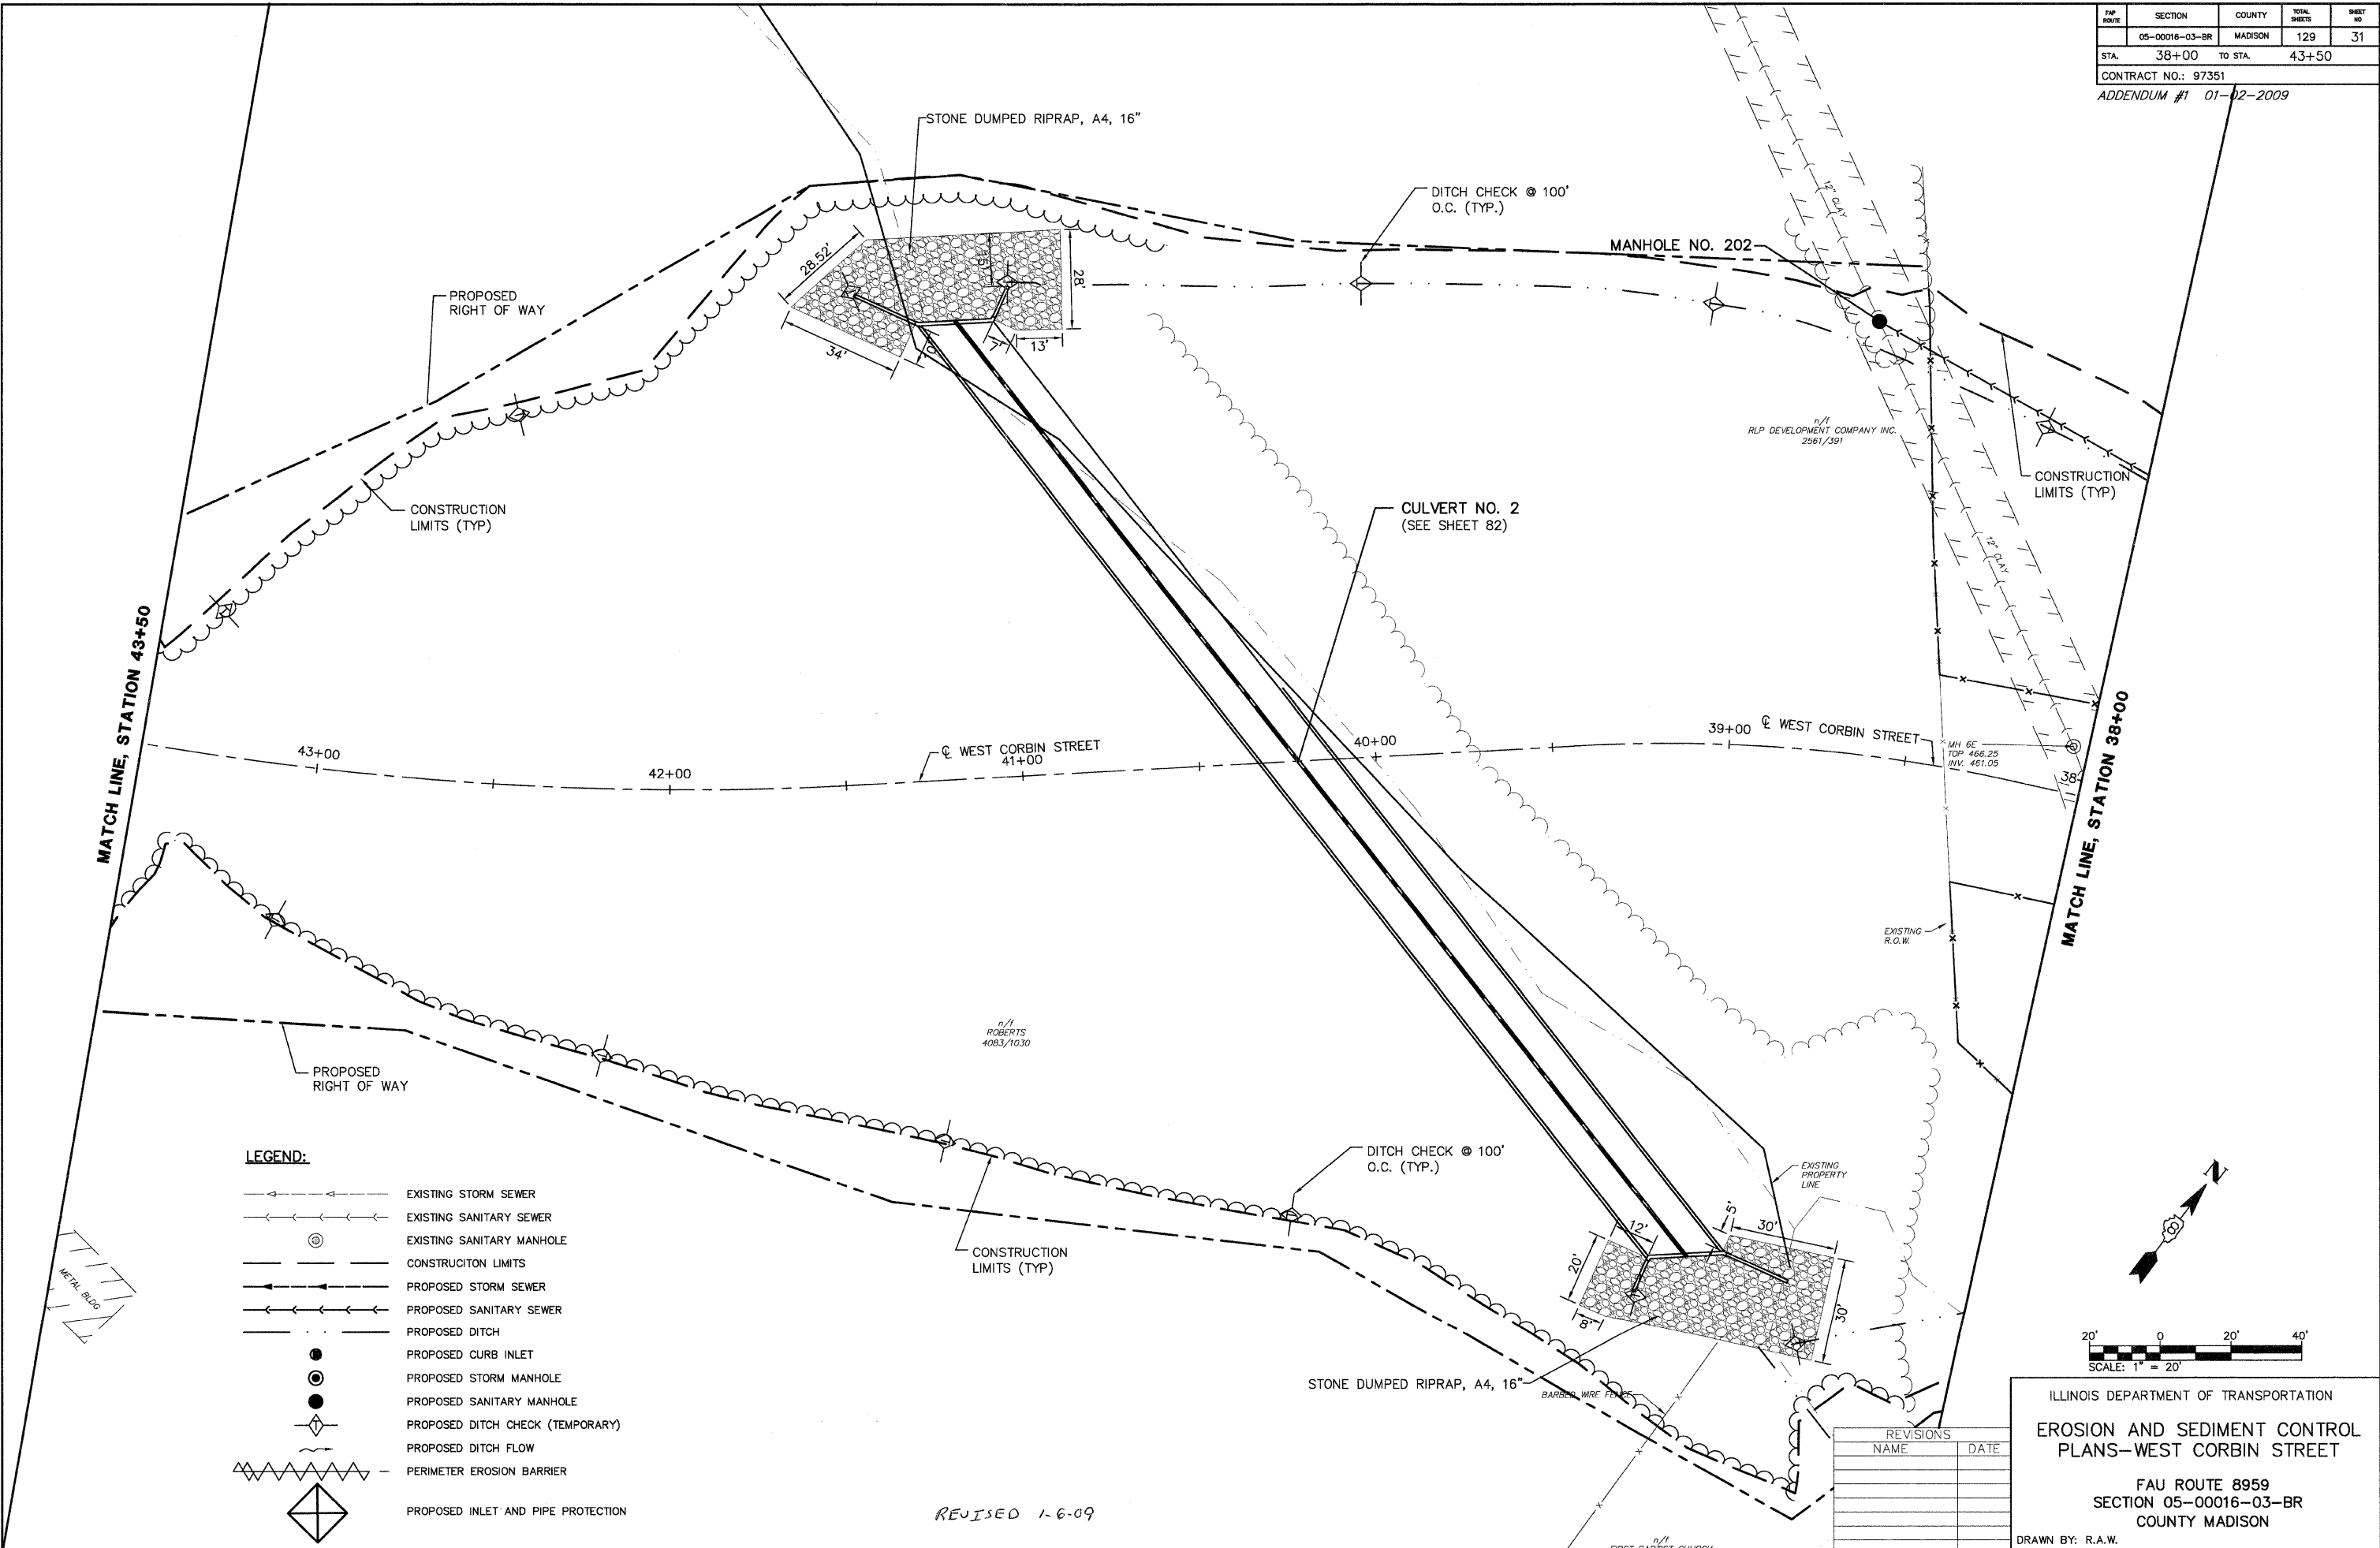 FAP ROUTE
SECTION
COUNTY
TOTAL SHEETS
SHEET NO
05-00016-03-BR
MADISON
129
31
STA. 38+00 TO STA. 43+50
CONTRACT NO.: 97351
ADDENDUM #1 01-02-2009
STONE DUMPED RIPRAP, A4, 16"
DITCH CHECK @ 100'
O.C. (TYP.)
12" CLAY
MANHOLE NO. 202
28.52'
15'
28'
PROPOSED
RIGHT OF WAY
34'
7'
13'
n/f
RLP DEVELOPMENT COMPANY INC.
2561/391
CONSTRUCTION
LIMITS (TYP)
CONSTRUCTION
LIMITS (TYP)
CULVERT NO. 2
(SEE SHEET 82)
12" CLAY
MATCH LINE, STATION 43+50
MATCH LINE, STATION 38+00
43+00
42+00
℄ WEST CORBIN STREET
41+00
40+00
39+00
℄ WEST CORBIN STREET
MH 6E
TOP 466.25
INV. 461.05
38
EXISTING
R.O.W.
n/f
ROBERTS
4083/1030
PROPOSED
RIGHT OF WAY
DITCH CHECK @ 100'
O.C. (TYP.)
EXISTING
PROPERTY
LINE
CONSTRUCTION
LIMITS (TYP)
12'
5'
30'
20'
8'
30'
STONE DUMPED RIPRAP, A4, 16"
BARBED WIRE FENCE
METAL BLDG
LEGEND:
EXISTING STORM SEWER
EXISTING SANITARY SEWER
EXISTING SANITARY MANHOLE
CONSTRUCITON LIMITS
PROPOSED STORM SEWER
PROPOSED SANITARY SEWER
PROPOSED DITCH
PROPOSED CURB INLET
PROPOSED STORM MANHOLE
PROPOSED SANITARY MANHOLE
PROPOSED DITCH CHECK (TEMPORARY)
PROPOSED DITCH FLOW
PERIMETER EROSION BARRIER
PROPOSED INLET AND PIPE PROTECTION
REVISED 1-6-09
N
20' 0 20' 40'
SCALE: 1" = 20'
REVISIONS
NAME DATE
ILLINOIS DEPARTMENT OF TRANSPORTATION
EROSION AND SEDIMENT CONTROL
PLANS-WEST CORBIN STREET
FAU ROUTE 8959
SECTION 05-00016-03-BR
COUNTY MADISON
DRAWN BY: R.A.W.
n/f